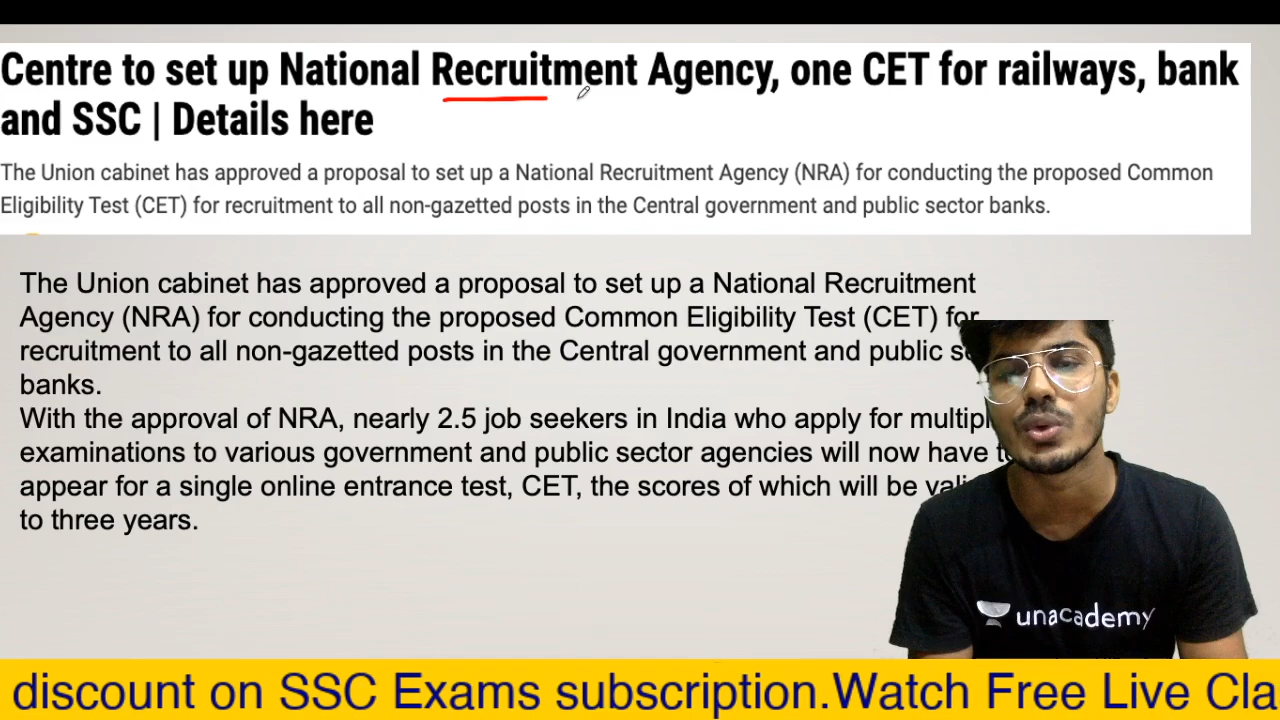 Centre to set up National Recruitment Agency, one CET for railways, bank
and SSC | Details here
The Union cabinet has approved a proposal to set up a National Recruitment Agency (NRA) for conducting the proposed Common
Eligibility Test (CET) for recruitment to all non-gazetted posts in the Central government and public sector banks.
The Union cabinet has approved a proposal to set up a National Recruitment
Agency (NRA) for conducting the proposed Common Eligibility Test (CET) for
recruitment to all non-gazetted posts in the Central government and public
banks.
With the approval of NRA, nearly 2.5 job seekers in India who apply for
examinations to various government and public sector agencies will now have to
appear for a single online entrance test, CET, the scores of which will be
to three years.
unacademy
discount on SSC Exams subscription.Watch Free Live